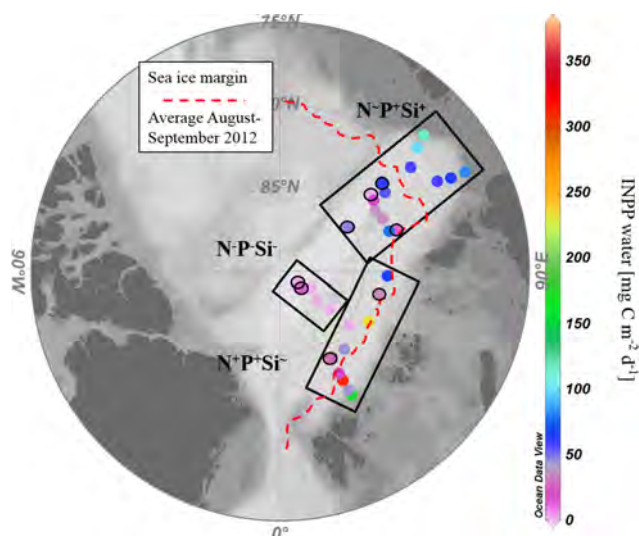 75°N
Sea ice margin
Average August-
September 2012
N~P+Si+
85°N
N-P-Si-
90°W
90°E
N+P+Si~
0°
350
300
250
200
150
100
50
0
INPP water [mg C m-2 d-1]
Ocean Data View